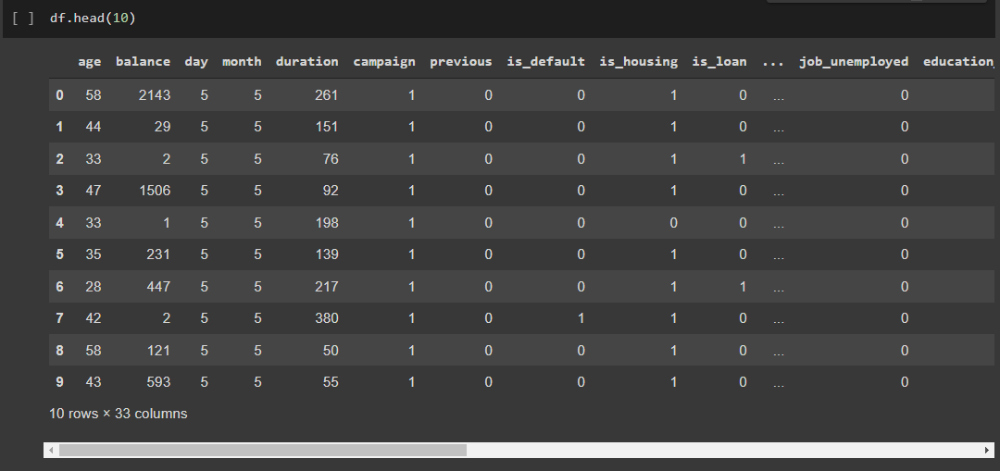 [ ] df.head(10)
age balance day month duration campaign previous is_default is_housing is_loan ... job_unemployed education_
0 58 2143 5 5 261 1 0 0 1 0 ... 0
1 44 29 5 5 151 1 0 0 1 0 ... 0
2 33 2 5 5 76 1 0 0 1 1 ... 0
3 47 1506 5 5 92 1 0 0 1 0 ... 0
4 33 1 5 5 198 1 0 0 0 0 ... 0
5 35 231 5 5 139 1 0 0 1 0 ... 0
6 28 447 5 5 217 1 0 0 1 1 ... 0
7 42 2 5 5 380 1 0 1 1 0 ... 0
8 58 121 5 5 50 1 0 0 1 0 ... 0
9 43 593 5 5 55 1 0 0 1 0 ... 0
10 rows × 33 columns